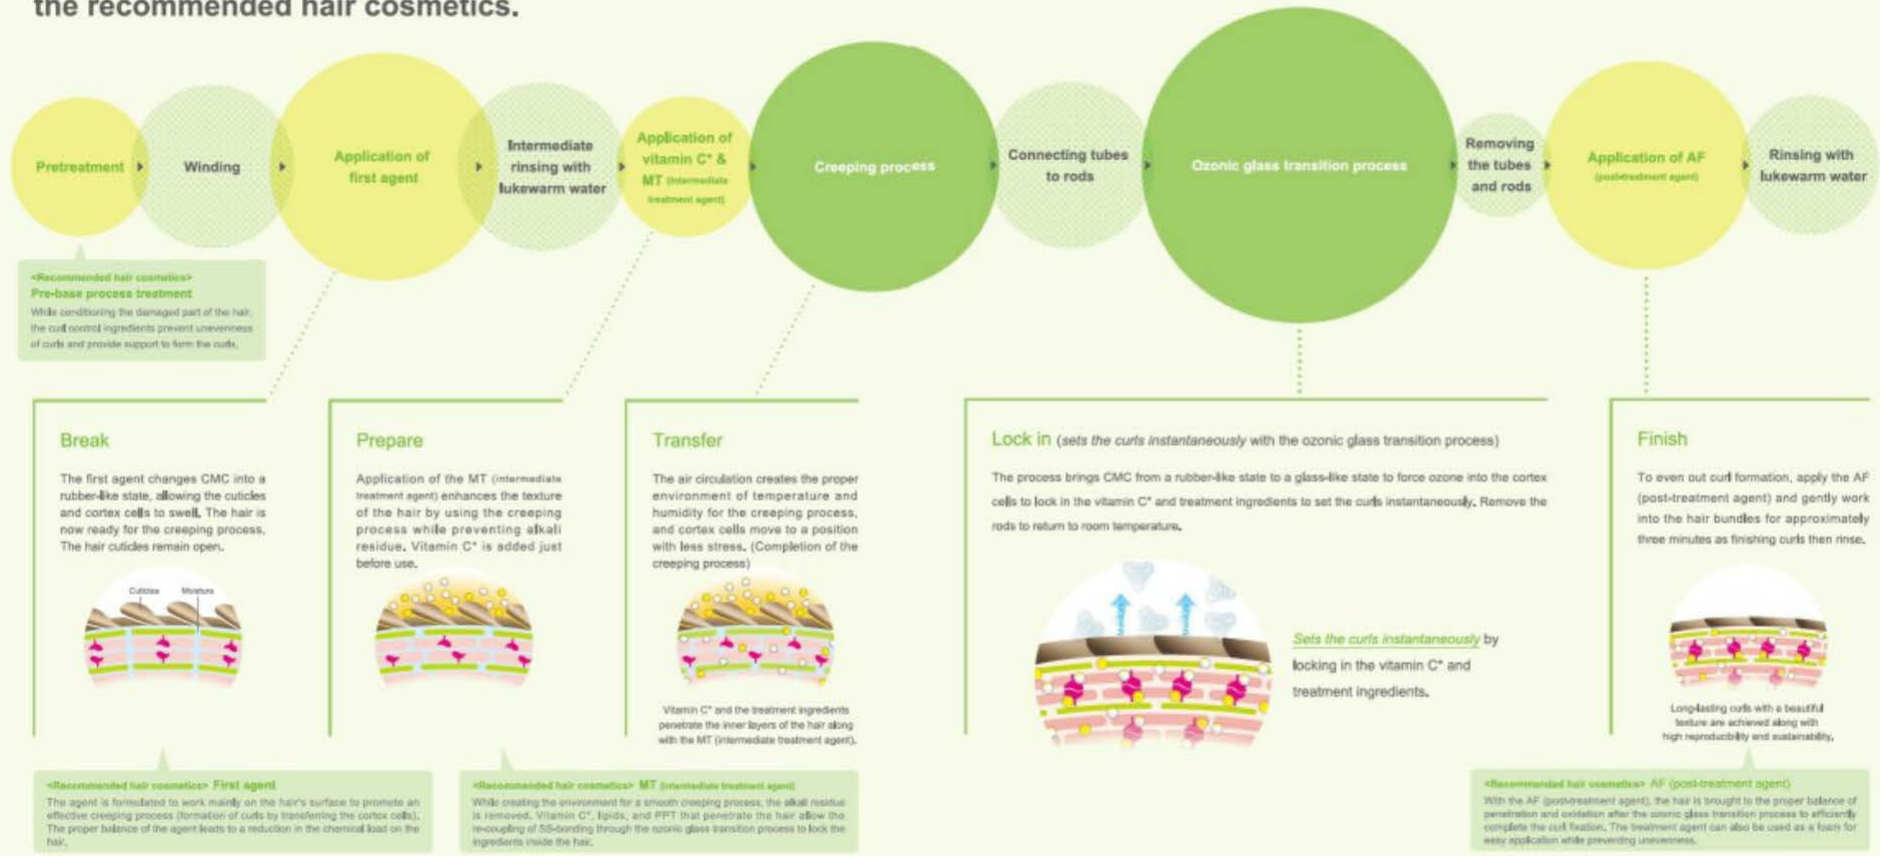 the recommended hair cosmetics.
Pretreatment
Winding
Application of
first agent
Intermediate
rinsing with
lukewarm water
Application of
vitamin C* &
MT (intermediate
treatment agent)
Creeping process
Connecting tubes
to rods
Ozonic glass transition process
Removing
the tubes
and rods
Application of AF
(post-treatment agent)
Rinsing with
lukewarm water
<Recommended hair cosmetics>
Pre-base process treatment
While conditioning the damaged part of the hair,
the curl control ingredients prevent unevenness
of curls and provide support to form the curls.
Break
The first agent changes CMC into a
rubber-like state, allowing the cuticles
and cortex cells to swell. The hair is
now ready for the creeping process.
The hair cuticles remain open.
Cuticles
Moisture
Prepare
Application of the MT (intermediate
treatment agent) enhances the texture
of the hair by using the creeping
process while preventing alkali
residue. Vitamin C* is added just
before use.
Transfer
The air circulation creates the proper
environment of temperature and
humidity for the creeping process,
and cortex cells move to a position
with less stress. (Completion of the
creeping process)
Vitamin C* and the treatment ingredients
penetrate the inner layers of the hair along
with the MT (intermediate treatment agent).
Lock in (sets the curls instantaneously with the ozonic glass transition process)
The process brings CMC from a rubber-like state to a glass-like state to force ozone into the cortex
cells to lock in the vitamin C* and treatment ingredients to set the curls instantaneously. Remove the
rods to return to room temperature.
Sets the curls instantaneously by
locking in the vitamin C* and
treatment ingredients.
Finish
To even out curl formation, apply the AF
(post-treatment agent) and gently work
into the hair bundles for approximately
three minutes as finishing curls then rinse.
Long-lasting curls with a beautiful
texture are achieved along with
high reproducibility and sustainability.
<Recommended hair cosmetics> First agent
The agent is formulated to work mainly on the hair's surface to promote an
effective creeping process (formation of curls by transferring the cortex cells).
The proper balance of the agent leads to a reduction in the chemical load on the
hair.
<Recommended hair cosmetics> MT (intermediate treatment agent)
While creating the environment for a smooth creeping process, the alkali residue
is removed. Vitamin C*, lipids, and PPT that penetrate the hair allow the
re-coupling of SS-bonding through the ozonic glass transition process to lock the
ingredients inside the hair.
<Recommended hair cosmetics> AF (post-treatment agent)
With the AF (post-treatment agent), the hair is brought to the proper balance of
penetration and oxidation after the ozonic glass transition process to efficiently
complete the curl fixation. The treatment agent can also be used as a foam for
easy application while preventing unevenness.